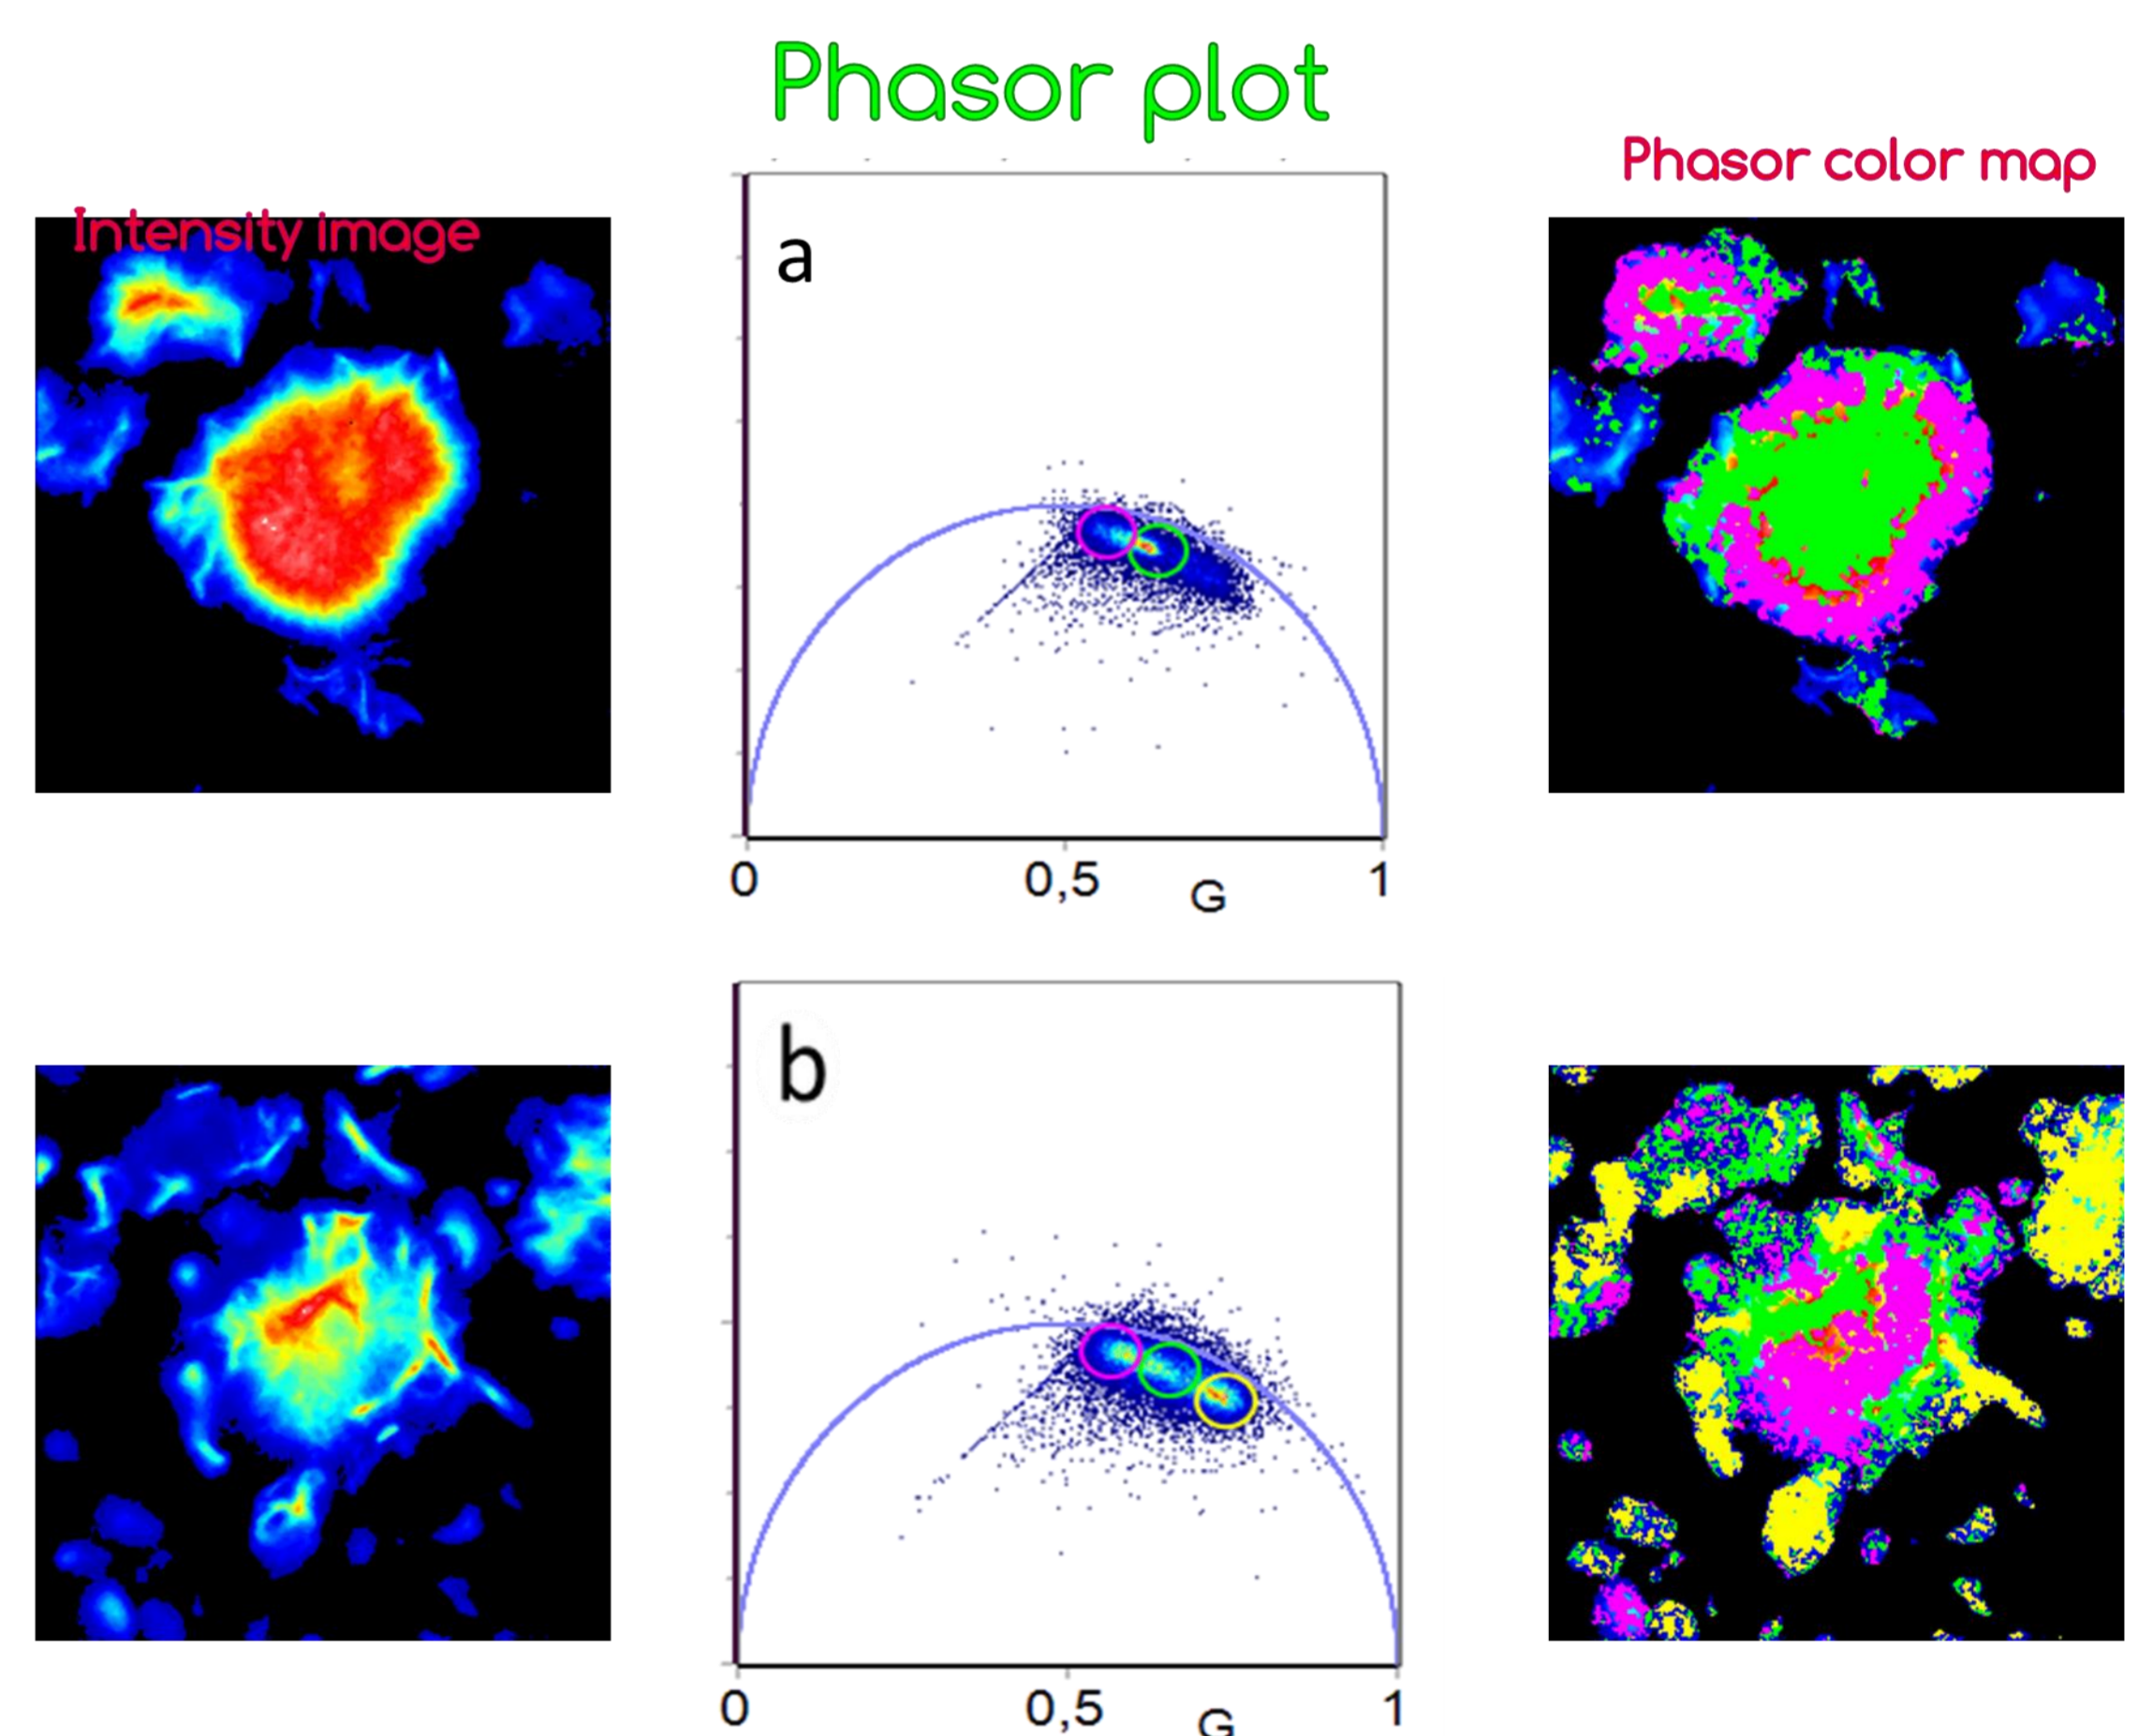 Phasor plot
Phasor color map
Intensity image
a
0 0,5 G 1
b
0 0,5 G 1